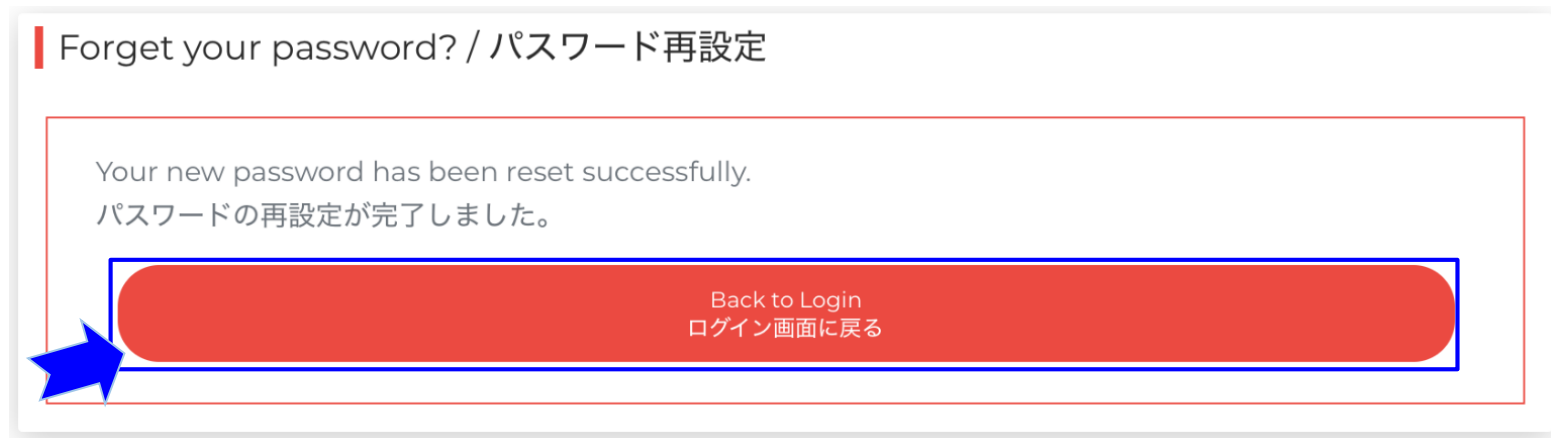 Forget your password? / パスワード再設定
Your new password has been reset successfully.
パスワードの再設定が完了しました。
Back to Login
ログイン画面に戻る